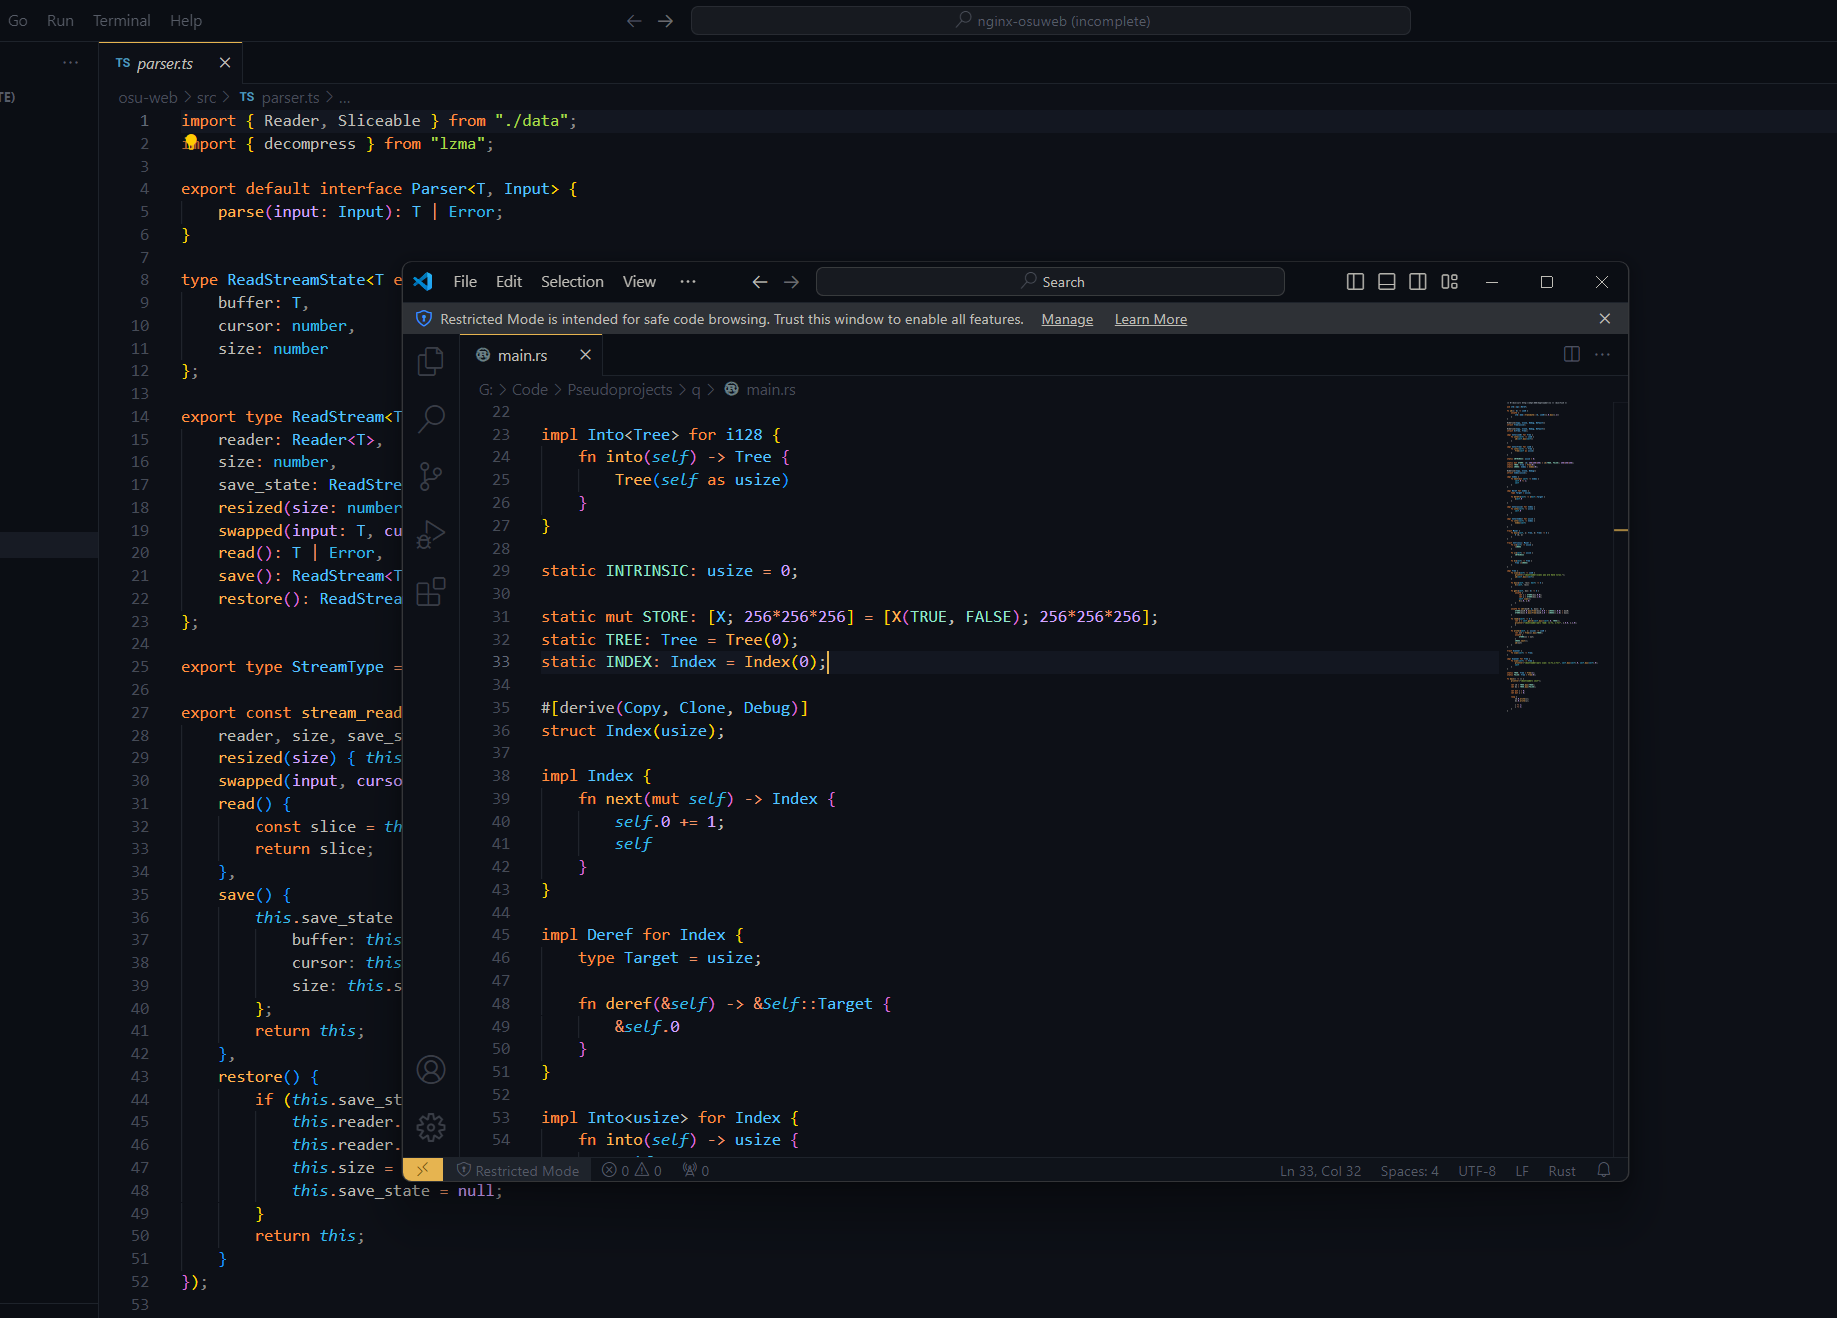 Go Run Terminal Help
nginx-osuweb (incomplete)
TE)
TS parser.ts
osu-web > src > TS parser.ts > ...
1 import { Reader, Sliceable } from "./data";
2 import { decompress } from "lzma";
3
4 export default interface Parser<T, Input> {
5 parse(input: Input): T | Error;
6 }
7
8 type ReadStreamState<T e
9 buffer: T,
10 cursor: number,
11 size: number
12 };
13
14 export type ReadStream<T
15 reader: Reader<T>,
16 size: number,
17 save_state: ReadStre
18 resized(size: number
19 swapped(input: T, cu
20 read(): T | Error,
21 save(): ReadStream<T
22 restore(): ReadStrea
23 };
24
25 export type StreamType =
26
27 export const stream_read
28 reader, size, save_s
29 resized(size) { this
30 swapped(input, curso
31 read() {
32 const slice = th
33 return slice;
34 },
35 save() {
36 this.save_state
37 buffer: this
38 cursor: this
39 size: this.s
40 };
41 return this;
42 },
43 restore() {
44 if (this.save_st
45 this.reader.
46 this.reader.
47 this.size =
48 this.save_state = null;
49 }
50 return this;
51 }
52 });
53
File Edit Selection View ...
Search
Restricted Mode is intended for safe code browsing. Trust this window to enable all features. Manage Learn More
main.rs
G: > Code > Pseudoprojects > q > main.rs
22
23 impl Into<Tree> for i128 {
24 fn into(self) -> Tree {
25 Tree(self as usize)
26 }
27 }
28
29 static INTRINSIC: usize = 0;
30
31 static mut STORE: [X; 256*256*256] = [X(TRUE, FALSE); 256*256*256];
32 static TREE: Tree = Tree(0);
33 static INDEX: Index = Index(0);
34
35 #[derive(Copy, Clone, Debug)]
36 struct Index(usize);
37
38 impl Index {
39 fn next(mut self) -> Index {
40 self.0 += 1;
41 self
42 }
43 }
44
45 impl Deref for Index {
46 type Target = usize;
47
48 fn deref(&self) -> &Self::Target {
49 &self.0
50 }
51 }
52
53 impl Into<usize> for Index {
54 fn into(self) -> usize {
Restricted Mode 0 0 0 Ln 33, Col 32 Spaces: 4 UTF-8 LF Rust